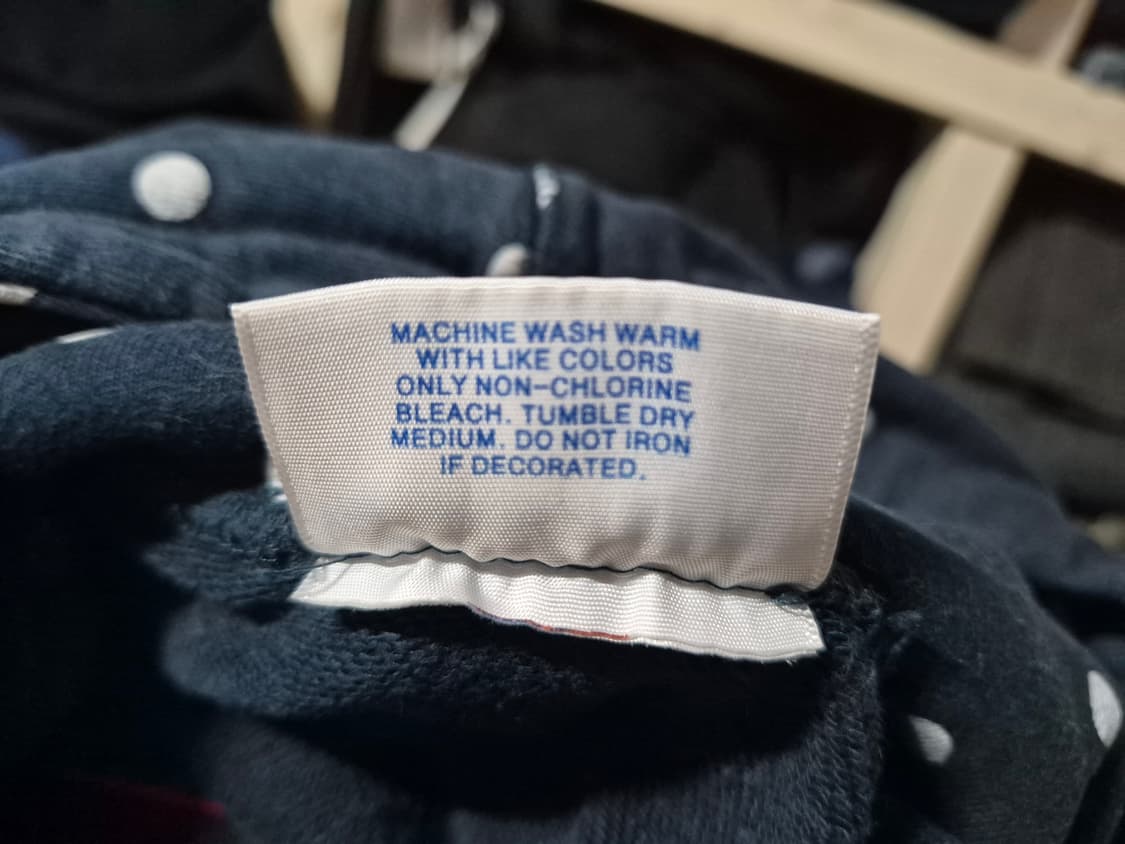 MACHINE WASH WARM
WITH LIKE COLORS
ONLY NON-CHLORINE
BLEACH. TUMBLE DRY
MEDIUM. DO NOT IRON
IF DECORATED.